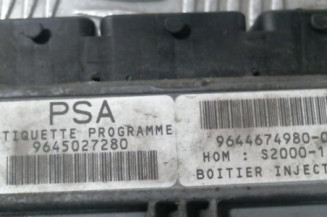 PSA
TIQUETTE PROGRAMME
9645027280
9644674980-0
HOM : S2000-1
BOITIER INJECT